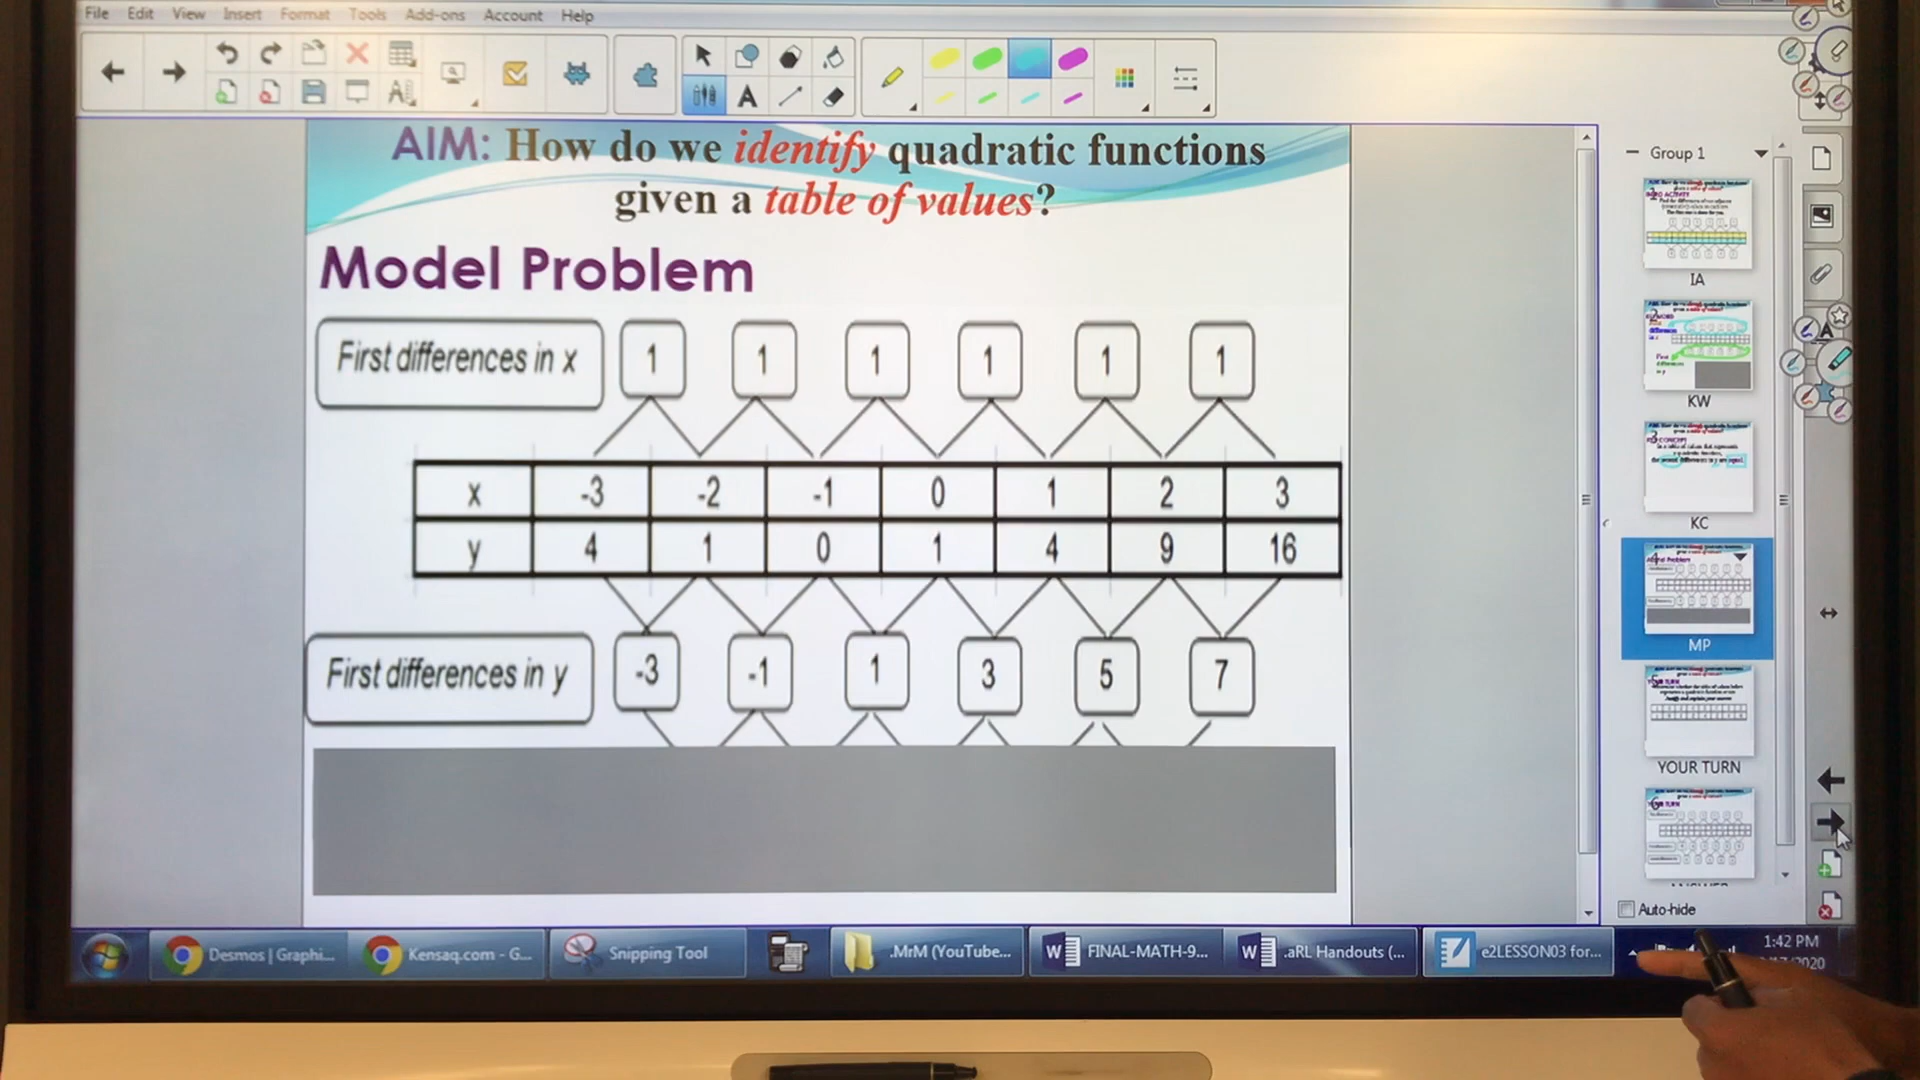 File Edit View Insert Format Tools Add-ons Account Help
AIM: How do we identify quadratic functions
given a table of values?
Model Problem
First differences in x 1 1 1 1 1 1
x -3 -2 -1 0 1 2 3
y 4 1 0 1 4 9 16
First differences in y -3 -1 1 3 5 7
Group 1
IA
KW
KC
MP
YOUR TURN
Auto-hide
Desmos | Graphi...
Kensaq.com - G...
Snipping Tool
.MrM (YouTube...
FINAL-MATH-9...
.aRL Handouts (...
e2LESSON03 for...
1:42 PM